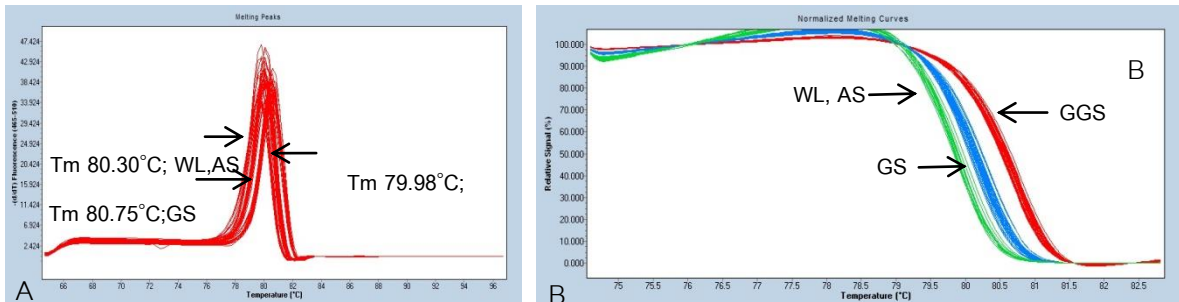 Melting Peaks
-(d/dT) Fluorescence (465-510)
47.424
42.924
38.424
33.924
29.424
24.924
20.424
15.924
11.424
6.924
2.424
Tm 80.30°C; WL,AS
Tm 79.98°C;
Tm 80.75°C;GS
66 68 70 72 74 76 78 80 82 84 86 88 90 92 94 96
Temperature (°C)
A
Normalized Melting Curves
Relative Signal (%)
100.000
90.000
80.000
70.000
60.000
50.000
40.000
30.000
20.000
10.000
0.000
B
WL, AS
GGS
GS
75 75.5 76 76.5 77 77.5 78 78.5 79 79.5 80 80.5 81 81.5 82 82.5
Temperature (°C)
B